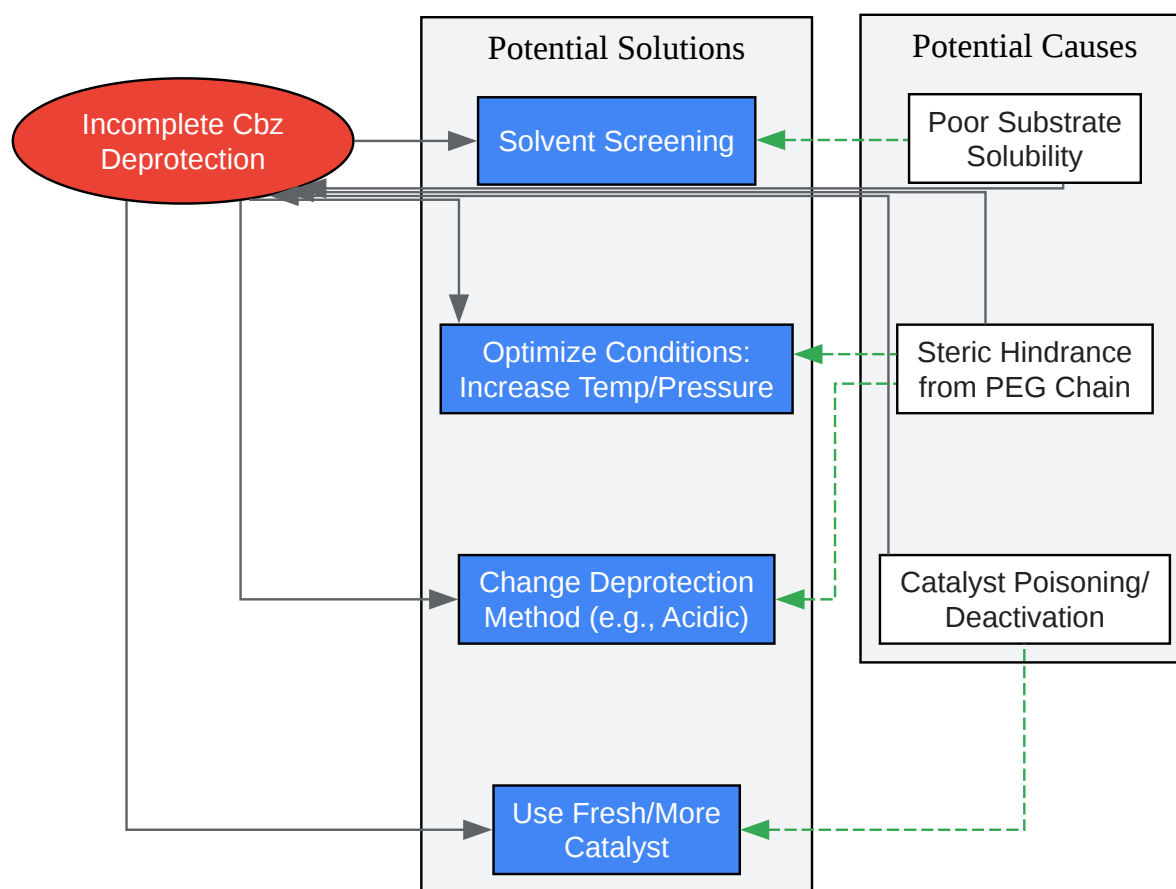 Potential Solutions
Potential Causes
Incomplete Cbz
Deprotection
Solvent Screening
Poor Substrate
Solubility
Optimize Conditions:
Increase Temp/Pressure
Steric Hindrance
from PEG Chain
Change Deprotection
Method (e.g., Acidic)
Catalyst Poisoning/
Deactivation
Use Fresh/More
Catalyst